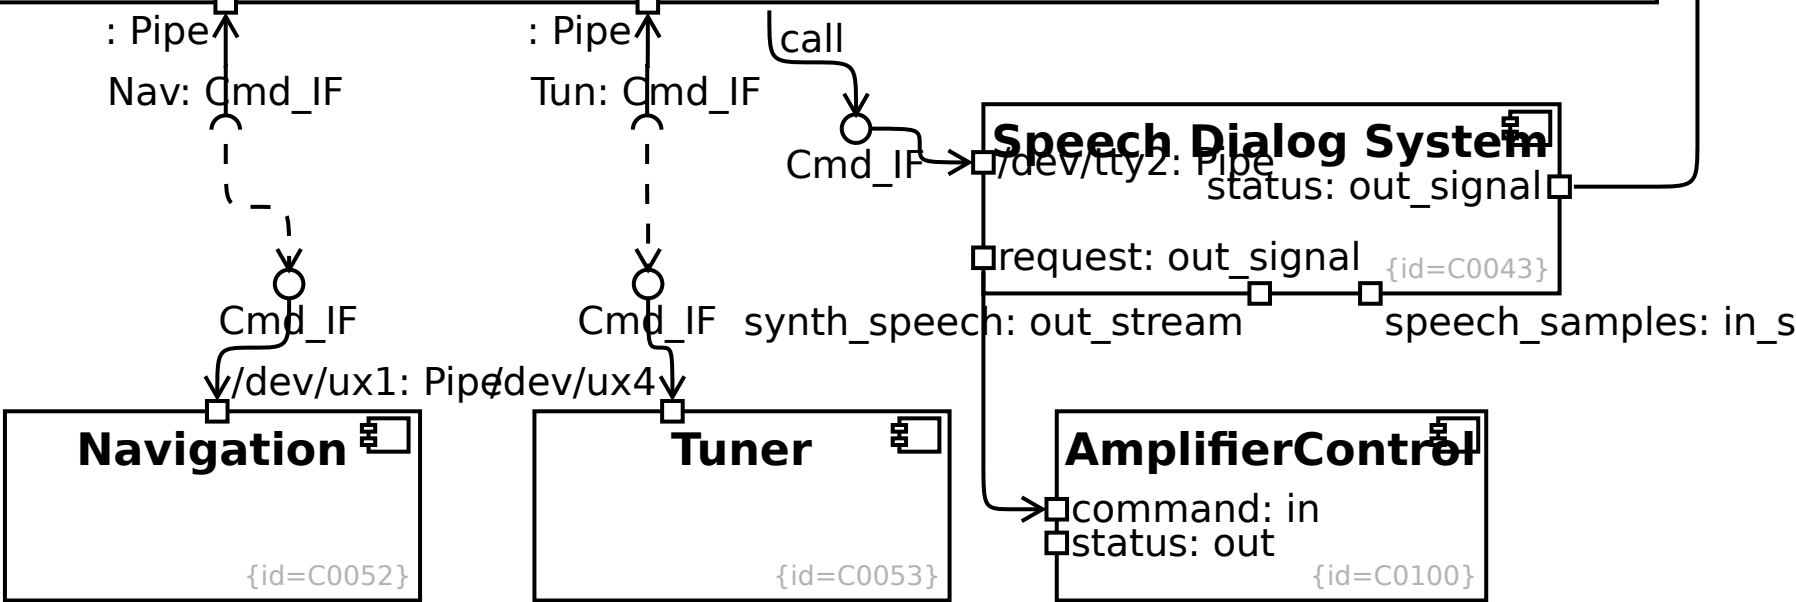 : Pipe
: Pipe
call
Nav: Cmd_IF
Tun: Cmd_IF
Speech Dialog System
Cmd_IF
/dev/tty2: Pipe
status: out_signal
request: out_signal
{id=C0043}
Cmd_IF
Cmd_IF
synth_speech: out_stream
speech_samples: in_s
/dev/ux1: Pipe
/dev/ux4
Navigation
Tuner
AmplifierControl
command: in
status: out
{id=C0052}
{id=C0053}
{id=C0100}